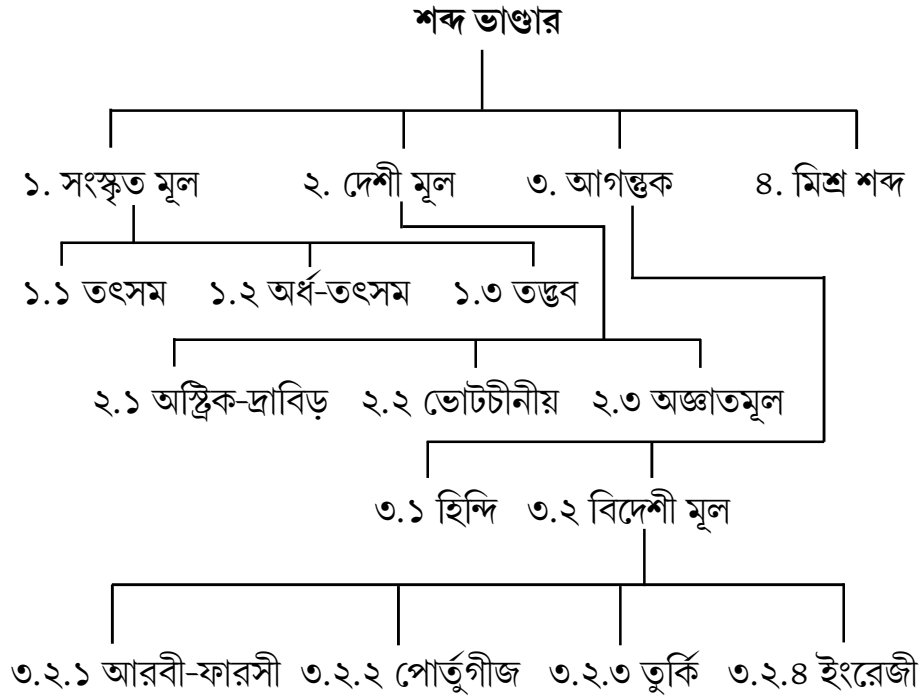 শব্দ ভাণ্ডার
১. সংস্কৃত মূল ২. দেশী মূল ৩. আগন্তুক ৪. মিশ্র শব্দ
১.১ তৎসম ১.২ অর্ধ-তৎসম ১.৩ তদ্ভব
২.১ অস্ট্রিক-দ্রাবিড় ২.২ ভোটচীনীয় ২.৩ অজ্ঞাতমূল
৩.১ হিন্দি ৩.২ বিদেশী মূল
৩.২.১ আরবী-ফারসী ৩.২.২ পোর্তুগীজ ৩.২.৩ তুর্কি ৩.২.৪ ইংরেজী